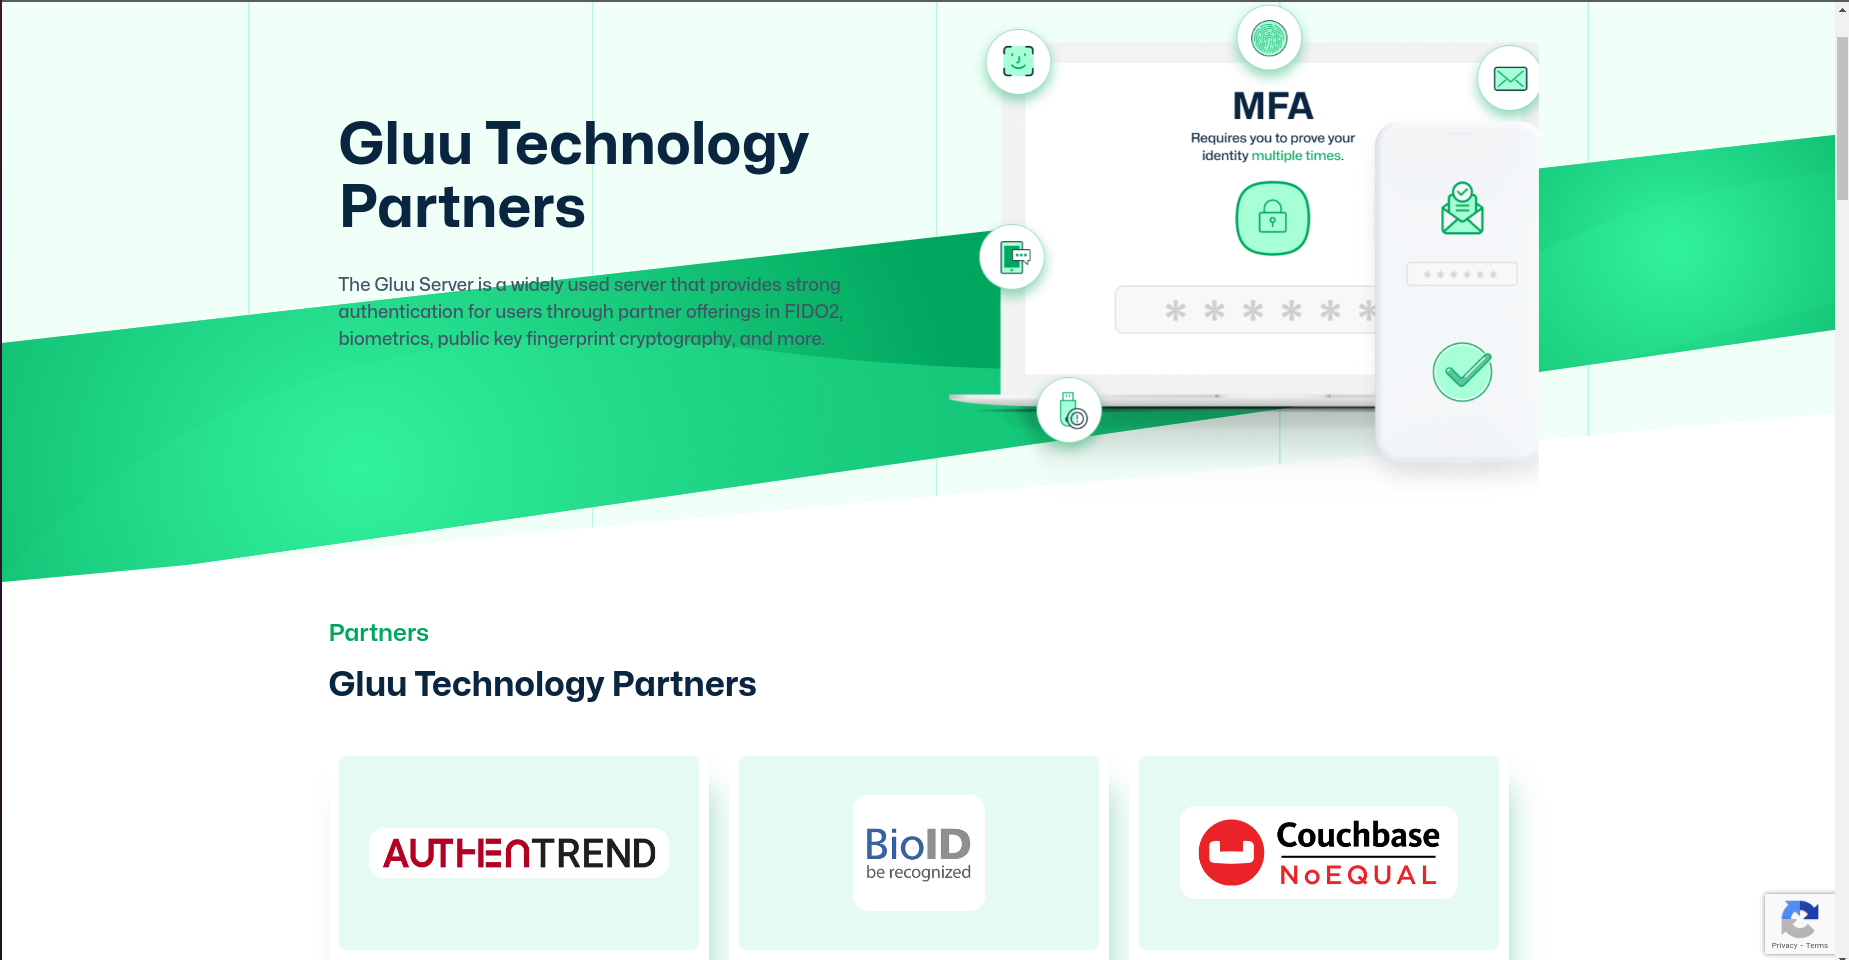 Gluu Technology
Partners
The Gluu Server is a widely used server that provides strong
authentication for users through partner offerings in FIDO2,
biometrics, public key fingerprint cryptography, and more.
MFA
Requires you to prove your
identity multiple times.
* * * * * *
* * * * * *
Partners
Gluu Technology Partners
AUTHENTREND
BioID
be recognized
Couchbase
NoEQUAL
Privacy - Terms